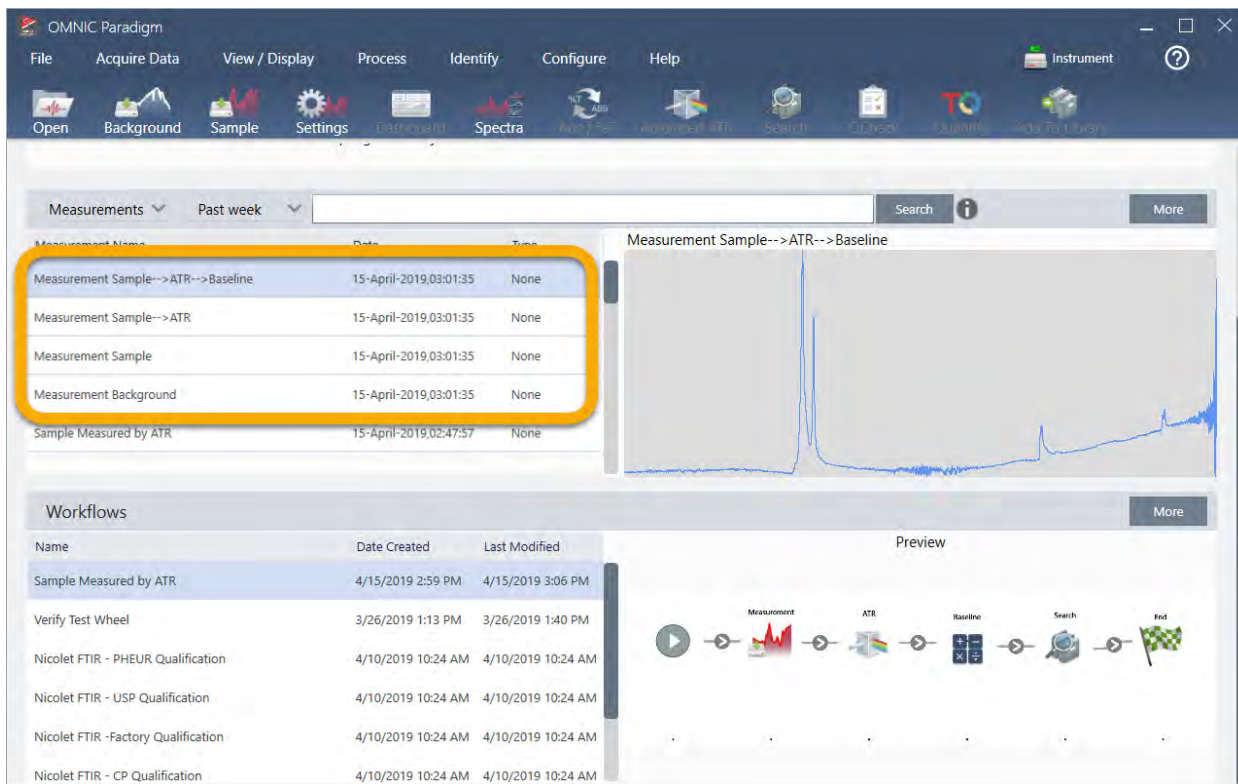 OMNIC Paradigm
File Acquire Data View / Display Process Identify Configure Help Instrument
Open Background Sample Settings Dashboard Spectra Advanced ATR Search QCheck Quantify Add To Library
Measurements Past week Search More
Measurement Name Date Type
Measurement Sample-->ATR-->Baseline 15-April-2019,03:01:35 None
Measurement Sample-->ATR 15-April-2019,03:01:35 None
Measurement Sample 15-April-2019,03:01:35 None
Measurement Background 15-April-2019,03:01:35 None
Sample Measured by ATR 15-April-2019,02:47:57 None
Measurement Sample-->ATR-->Baseline
Workflows More
Name Date Created Last Modified
Sample Measured by ATR 4/15/2019 2:59 PM 4/15/2019 3:06 PM
Verify Test Wheel 3/26/2019 1:13 PM 3/26/2019 1:40 PM
Nicolet FTIR - PHEUR Qualification 4/10/2019 10:24 AM 4/10/2019 10:24 AM
Nicolet FTIR - USP Qualification 4/10/2019 10:24 AM 4/10/2019 10:24 AM
Nicolet FTIR -Factory Qualification 4/10/2019 10:24 AM 4/10/2019 10:24 AM
Nicolet FTIR - CP Qualification 4/10/2019 10:24 AM 4/10/2019 10:24 AM
Preview
Measurement ATR Baseline Search End